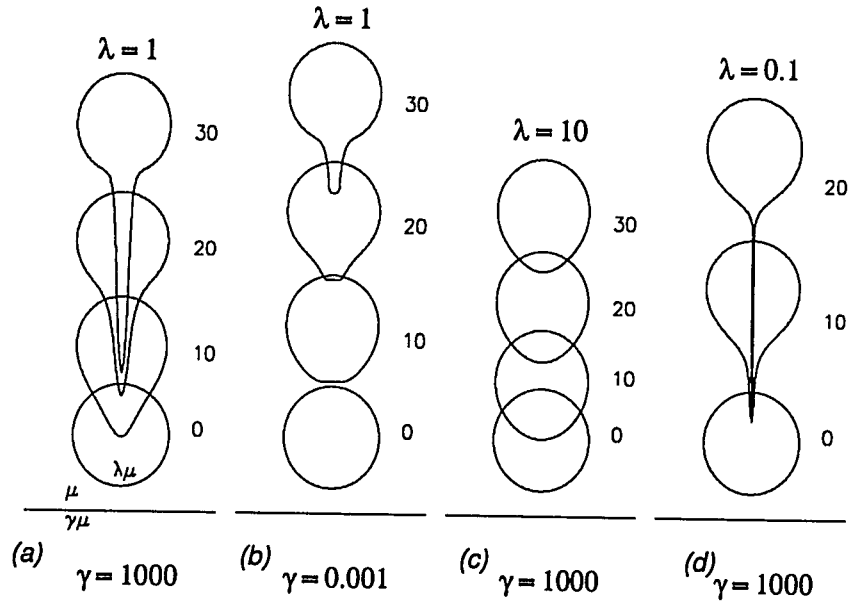 λ = 1
30
20
10
0
λμ
μ
γμ
(a)
γ = 1000
λ = 1
30
20
10
0
(b)
γ = 0.001
λ = 10
30
20
10
0
(c)
γ = 1000
λ = 0.1
20
10
0
(d)
γ = 1000